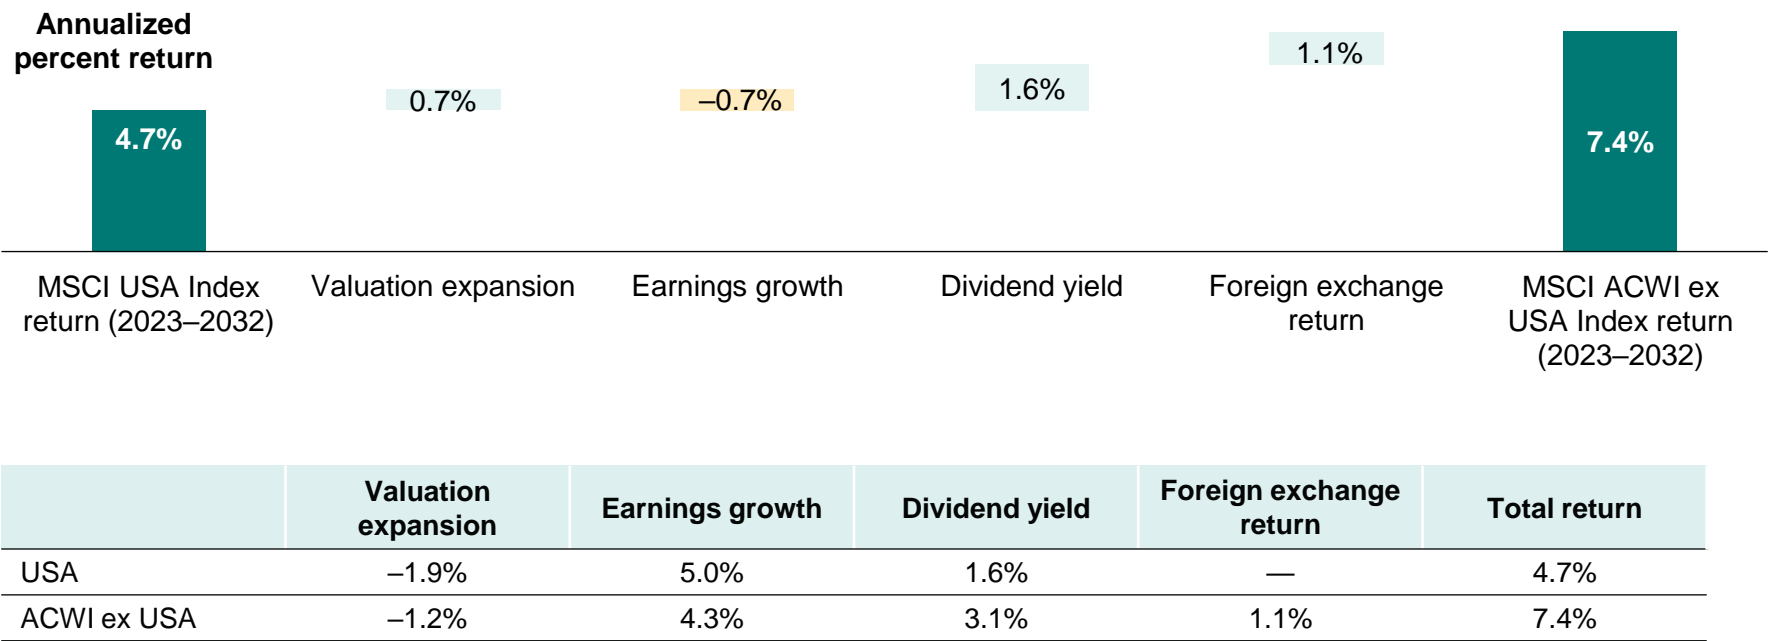 Annualized
percent return
4.7%
0.7%
–0.7%
1.6%
1.1%
7.4%
MSCI USA Index
return (2023–2032)
Valuation expansion
Earnings growth
Dividend yield
Foreign exchange
return
MSCI ACWI ex
USA Index return
(2023–2032)
Valuation
expansion
Earnings growth
Dividend yield
Foreign exchange
return
Total return
USA –1.9% 5.0% 1.6% — 4.7%
ACWI ex USA –1.2% 4.3% 3.1% 1.1% 7.4%